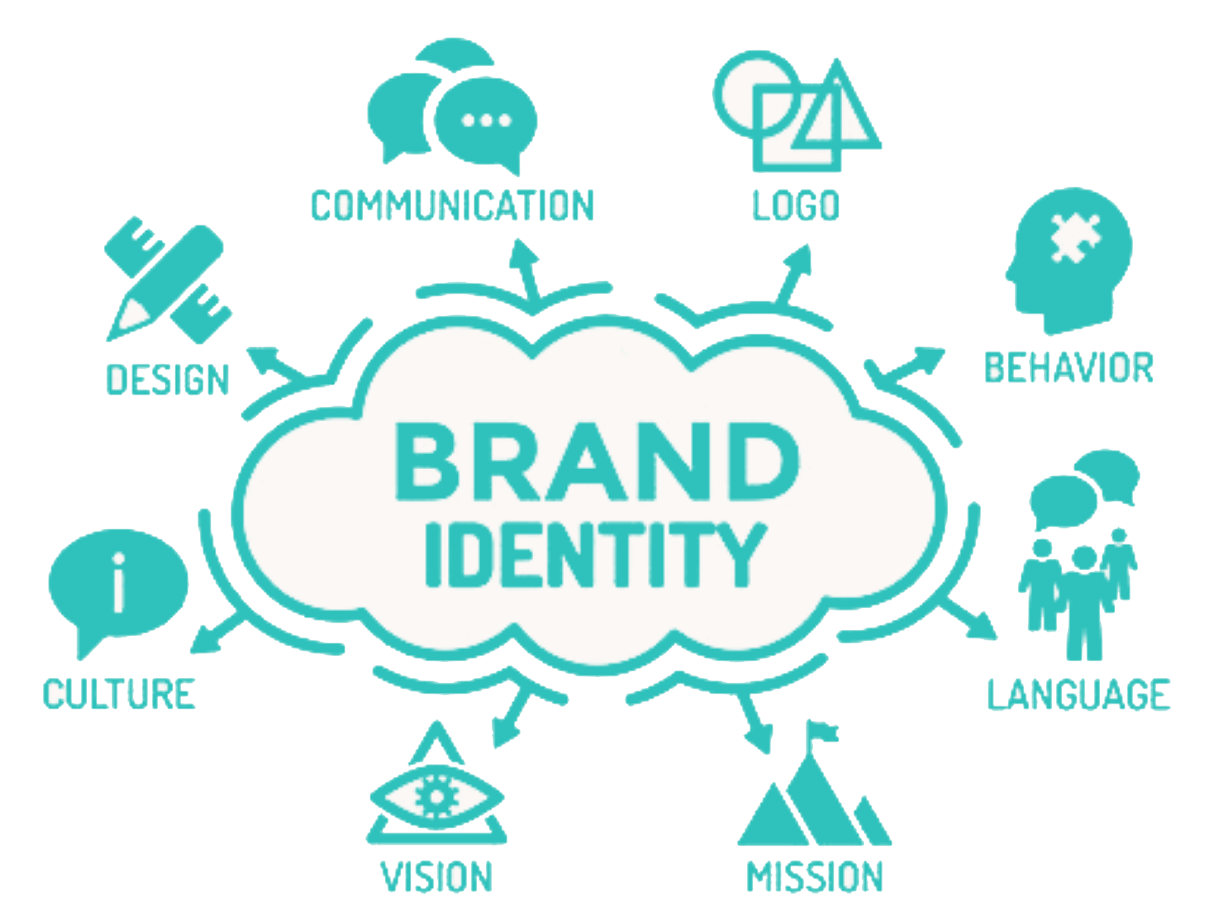 COMMUNICATION
LOGO
DESIGN
BEHAVIOR
BRAND
IDENTITY
i
CULTURE
LANGUAGE
VISION
MISSION